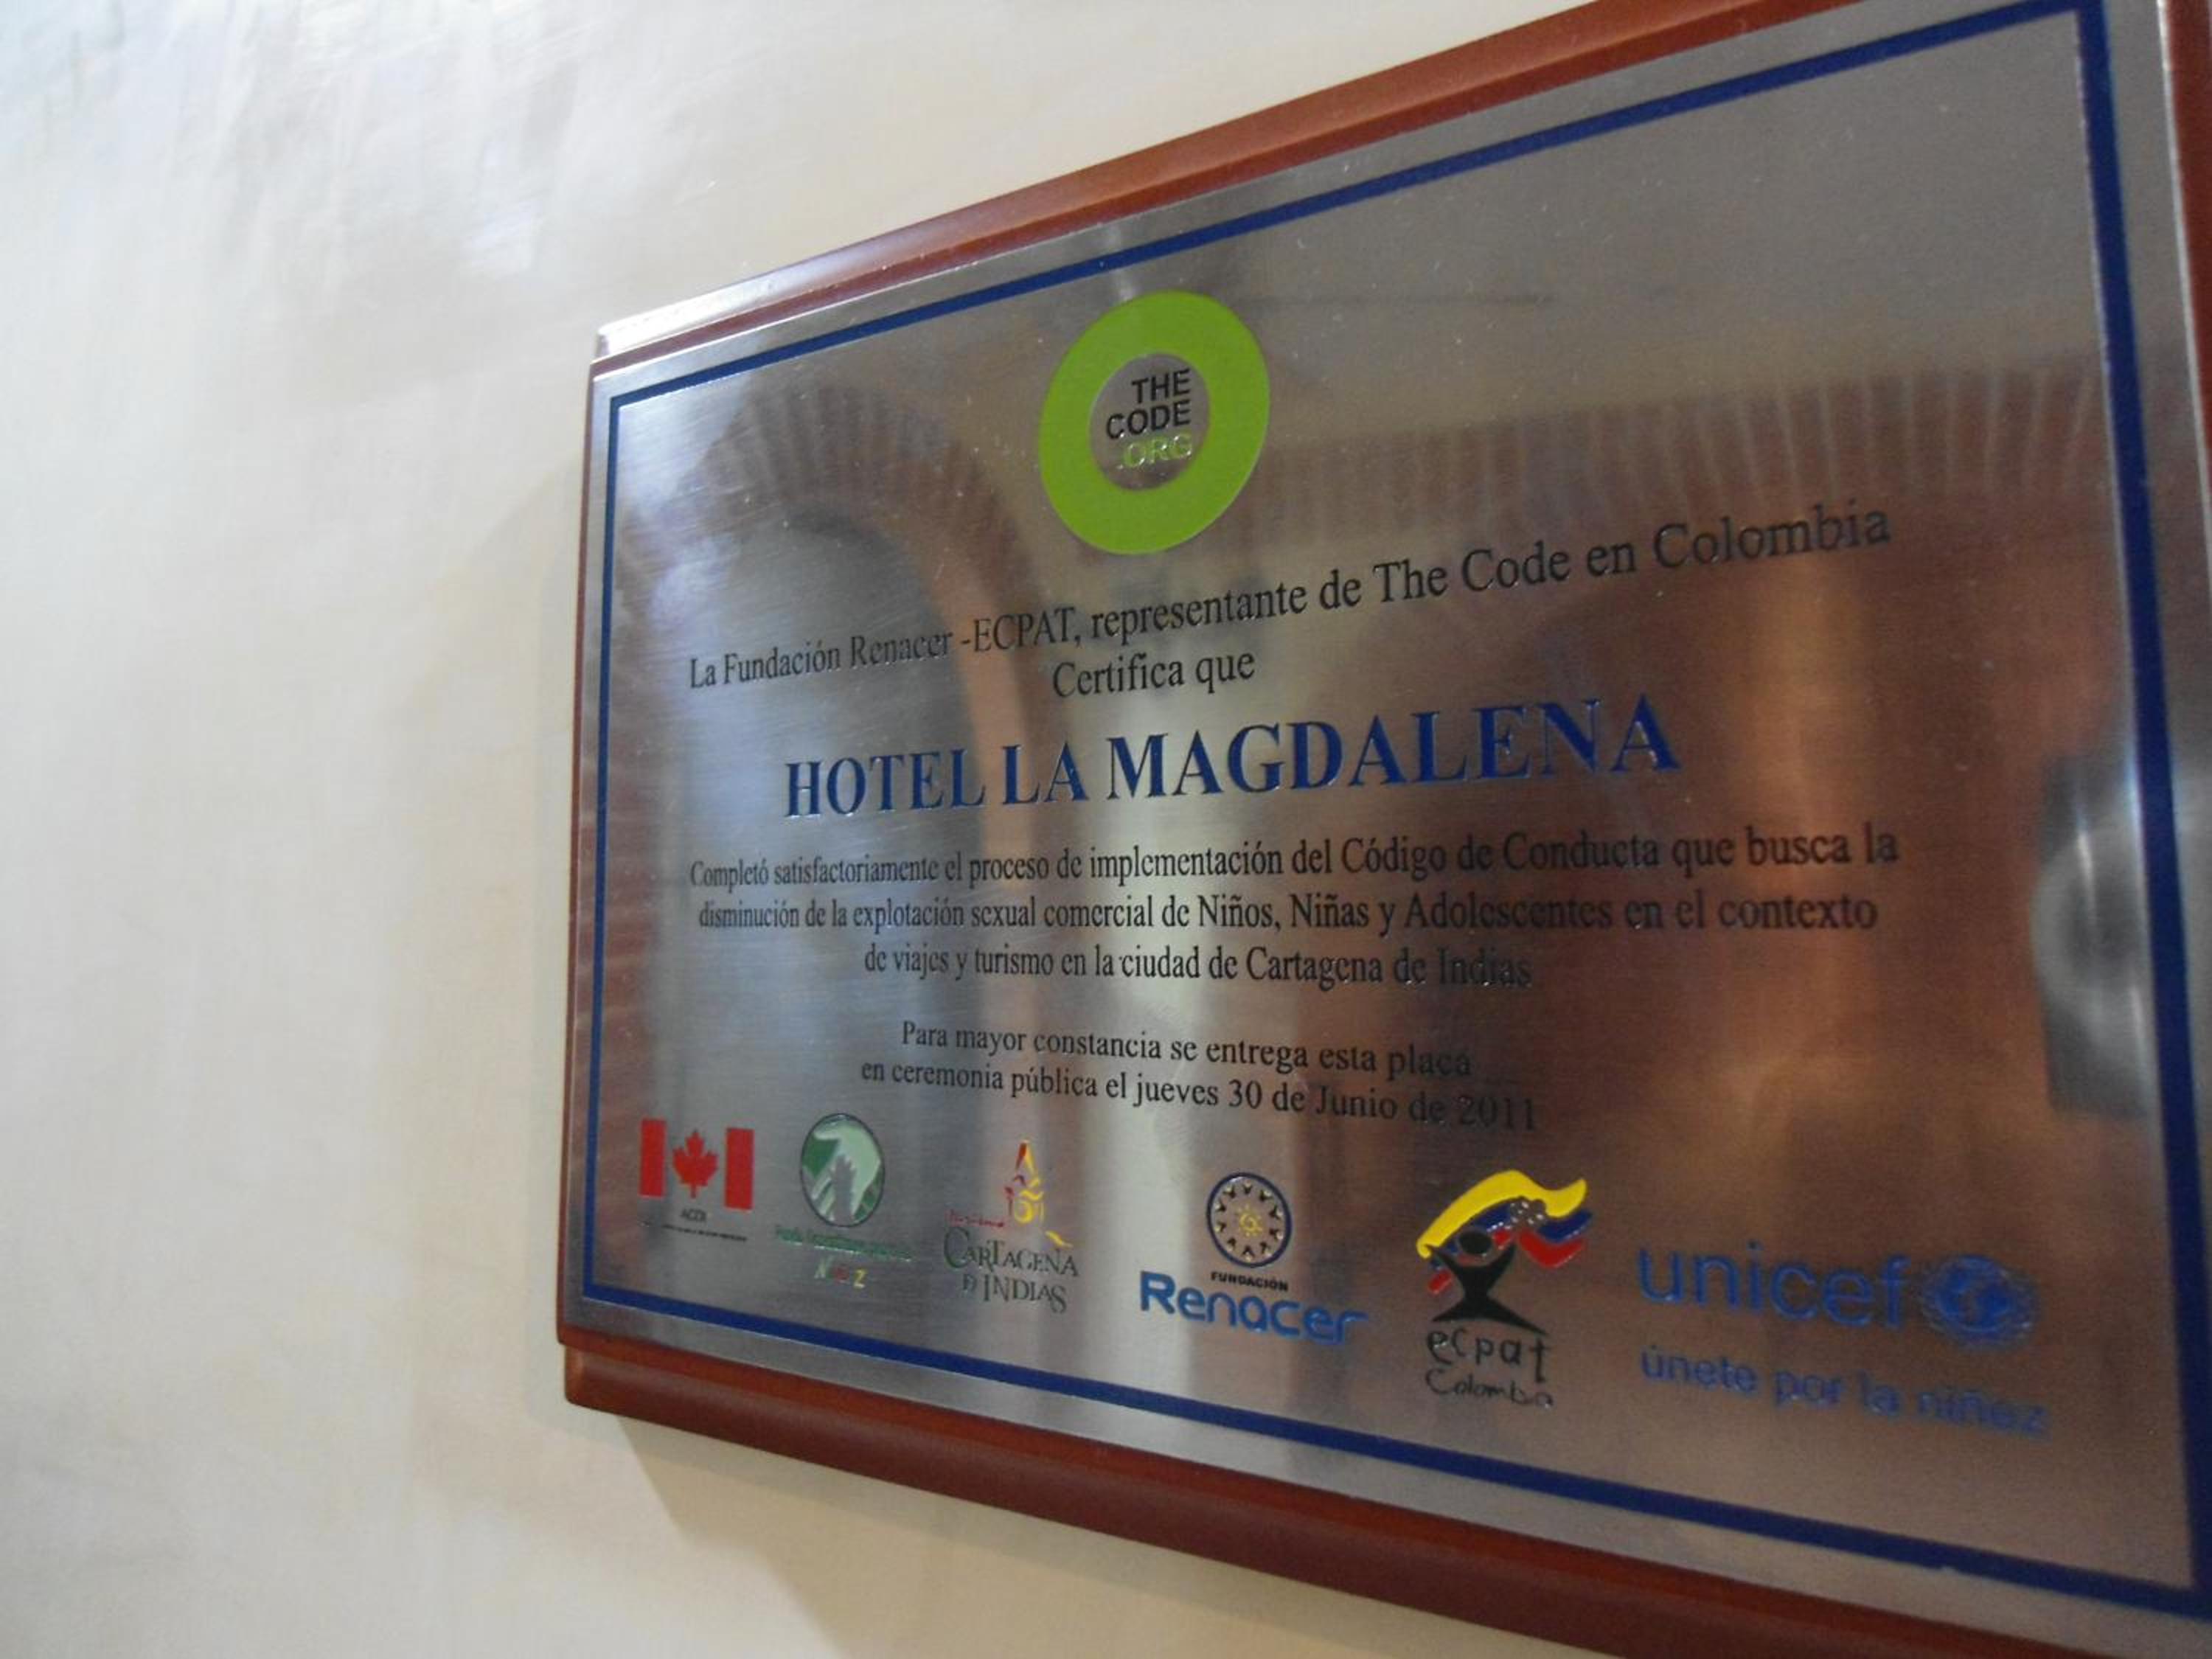 THE
CODE
.ORG
La Fundación Renacer -ECPAT, representante de The Code en Colombia
Certifica que
HOTEL LA MAGDALENA
Completó satisfactoriamente el proceso de implementación del Código de Conducta que busca la
disminución de la explotación sexual comercial de Niños, Niñas y Adolescentes en el contexto
de viajes y turismo en la ciudad de Cartagena de Indias
Para mayor constancia se entrega esta placa
en ceremonia pública el jueves 30 de Junio de 2011
ACDI
CARTAGENA
D INDIAS
FUNDACIÓN
Renacer
ecpat
Colombia
unicef
únete por la niñez